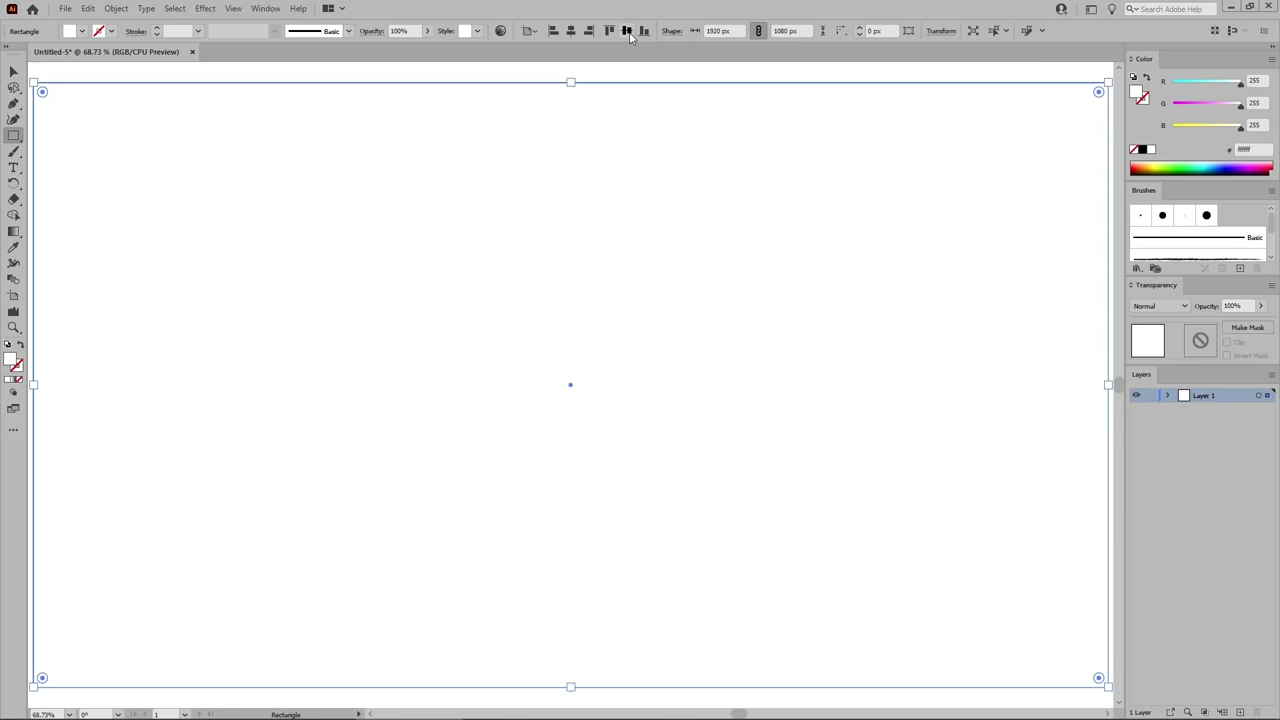 Ai File Edit Object Type Select Effect View Window Help Search Adobe Help
Rectangle Stroke: Basic Opacity: 100% Style: Shape: 1920 px 1080 px 0 px Transform
Untitled-5* @ 68.73 % (RGB/CPU Preview) ×
Color
R 255
G 255
B 255
# ffffff
Brushes
Basic
Transparency
Normal Opacity: 100%
Make Mask
Clip
Invert Mask
Layers
Layer 1
68.73% 0° 1 Rectangle 1 Layer